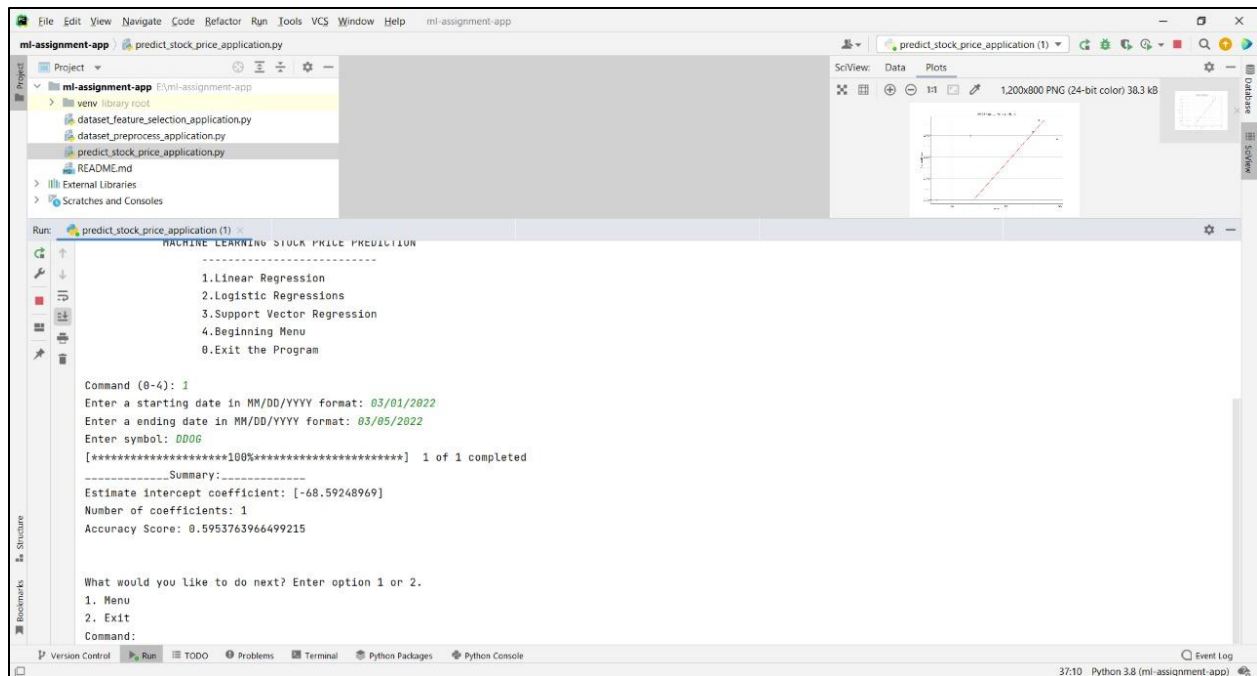 File Edit View Navigate Code Refactor Run Tools VCS Window Help ml-assignment-app
ml-assignment-app predict_stock_price_application.py predict_stock_price_application (1)
Project
ml-assignment-app E:\ml-assignment-app
venv library root
dataset_feature_selection_application.py
dataset_preprocess_application.py
predict_stock_price_application.py
README.md
External Libraries
Scratches and Consoles
SciView: Data Plots
1:1 1,200x800 PNG (24-bit color) 38.3 kB
Project
Database
SciView
Run: predict_stock_price_application (1)
MACHINE LEARNING STOCK PRICE PREDICTION
---------------------------
1.Linear Regression
2.Logistic Regressions
3.Support Vector Regression
4.Beginning Menu
0.Exit the Program
Command (0-4): 1
Enter a starting date in MM/DD/YYYY format: 03/01/2022
Enter a ending date in MM/DD/YYYY format: 03/05/2022
Enter symbol: DDOG
[*********************100%***********************] 1 of 1 completed
_____________Summary:_____________
Estimate intercept coefficient: [-68.59248969]
Number of coefficients: 1
Accuracy Score: 0.5953763966499215
What would you like to do next? Enter option 1 or 2.
1. Menu
2. Exit
Command:
Structure
Bookmarks
Version Control Run TODO Problems Terminal Python Packages Python Console Event Log
37:10 Python 3.8 (ml-assignment-app)